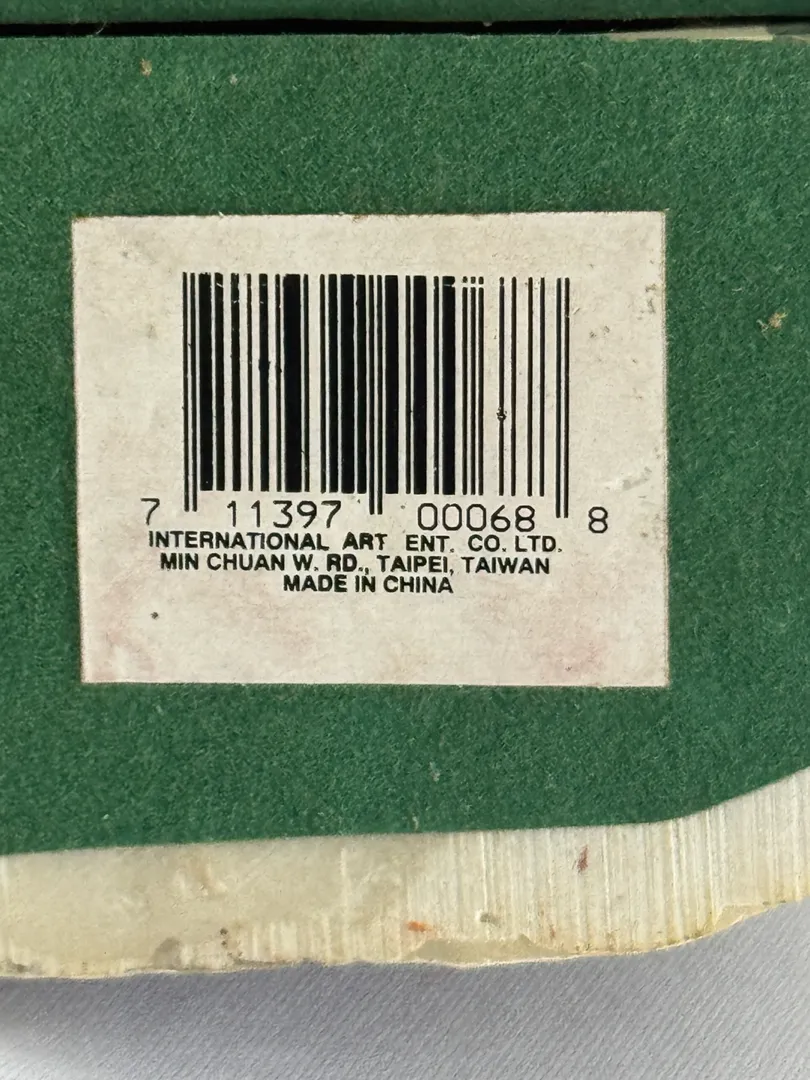 7 11397 00068 8
INTERNATIONAL ART ENT. CO. LTD.
MIN CHUAN W. RD., TAIPEI, TAIWAN
MADE IN CHINA